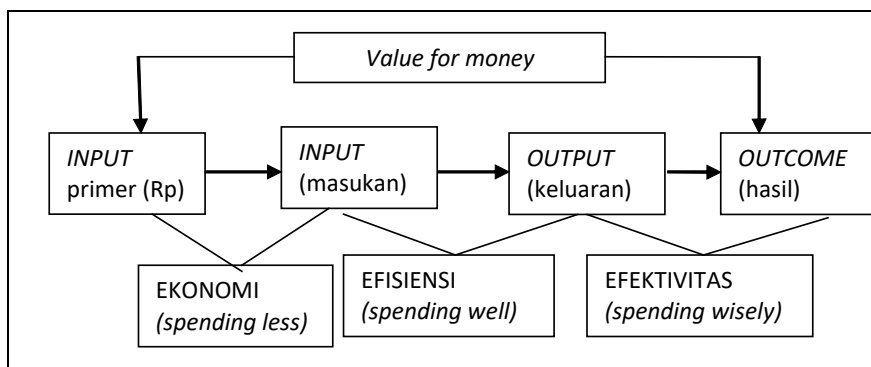 Value for money
INPUT
primer (Rp)
INPUT
(masukan)
OUTPUT
(keluaran)
OUTCOME
(hasil)
EKONOMI
(spending less)
EFISIENSI
(spending well)
EFEKTIVITAS
(spending wisely)